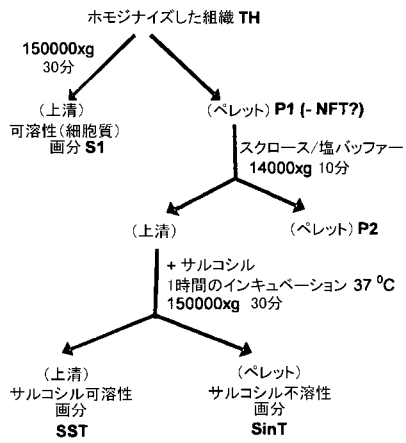 ホモジナイズした組織 TH
150000xg
30分
(上清)
可溶性(細胞質)
画分 S1
(ペレット) P1 (- NFT?)
スクロース/塩バッファー
14000xg 10分
(上清)
(ペレット) P2
+ サルコシル
1時間のインキュベーション 37 ⁰C
150000xg 30分
(上清)
サルコシル可溶性
画分
SST
(ペレット)
サルコシル不溶性
画分
SinT